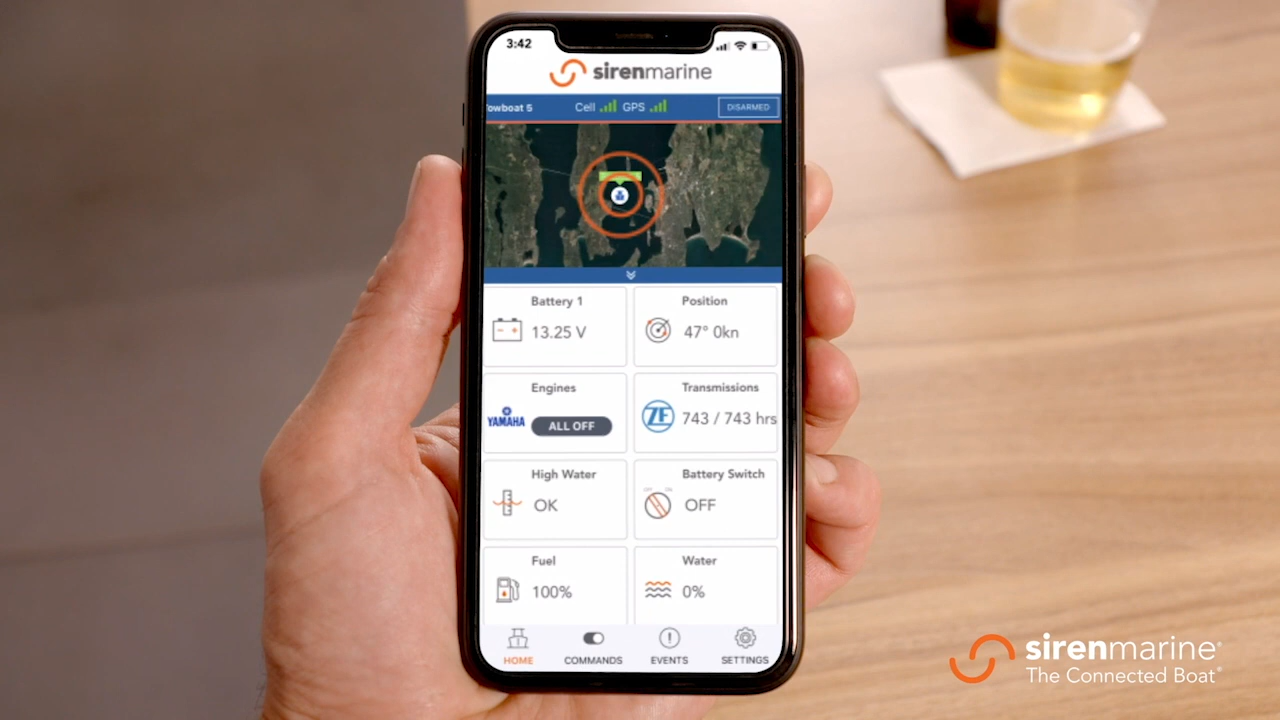 3:42
sirenmarine
owboat 5 Cell GPS DISARMED
Battery 1
13.25 V
Position
47° 0kn
Engines
YAMAHA ALL OFF
Transmissions
ZF 743 / 743 hrs
High Water
OK
Battery Switch
OFF
Fuel
100%
Water
0%
HOME COMMANDS EVENTS SETTINGS
sirenmarine®
The Connected Boat®